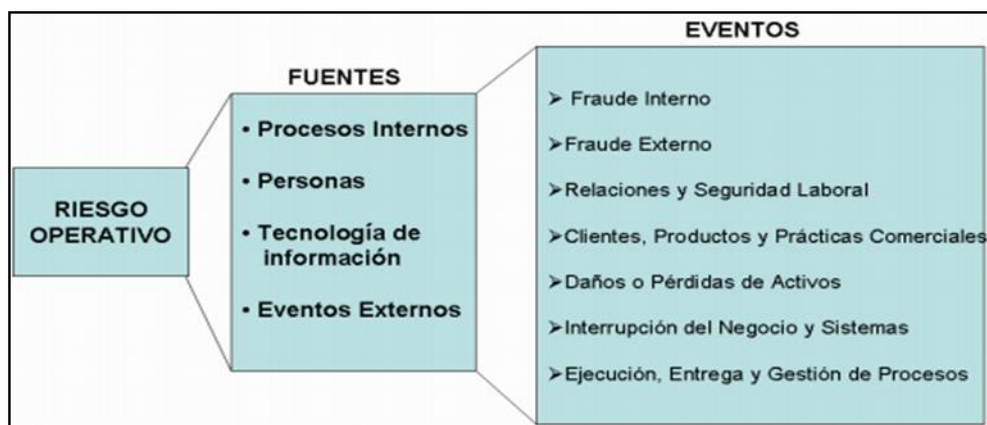 RIESGO
OPERATIVO
FUENTES
• Procesos Internos
• Personas
• Tecnología de
información
• Eventos Externos
EVENTOS
➢ Fraude Interno
➢ Fraude Externo
➢ Relaciones y Seguridad Laboral
➢ Clientes, Productos y Prácticas Comerciales
➢ Daños o Pérdidas de Activos
➢ Interrupción del Negocio y Sistemas
➢ Ejecución, Entrega y Gestión de Procesos